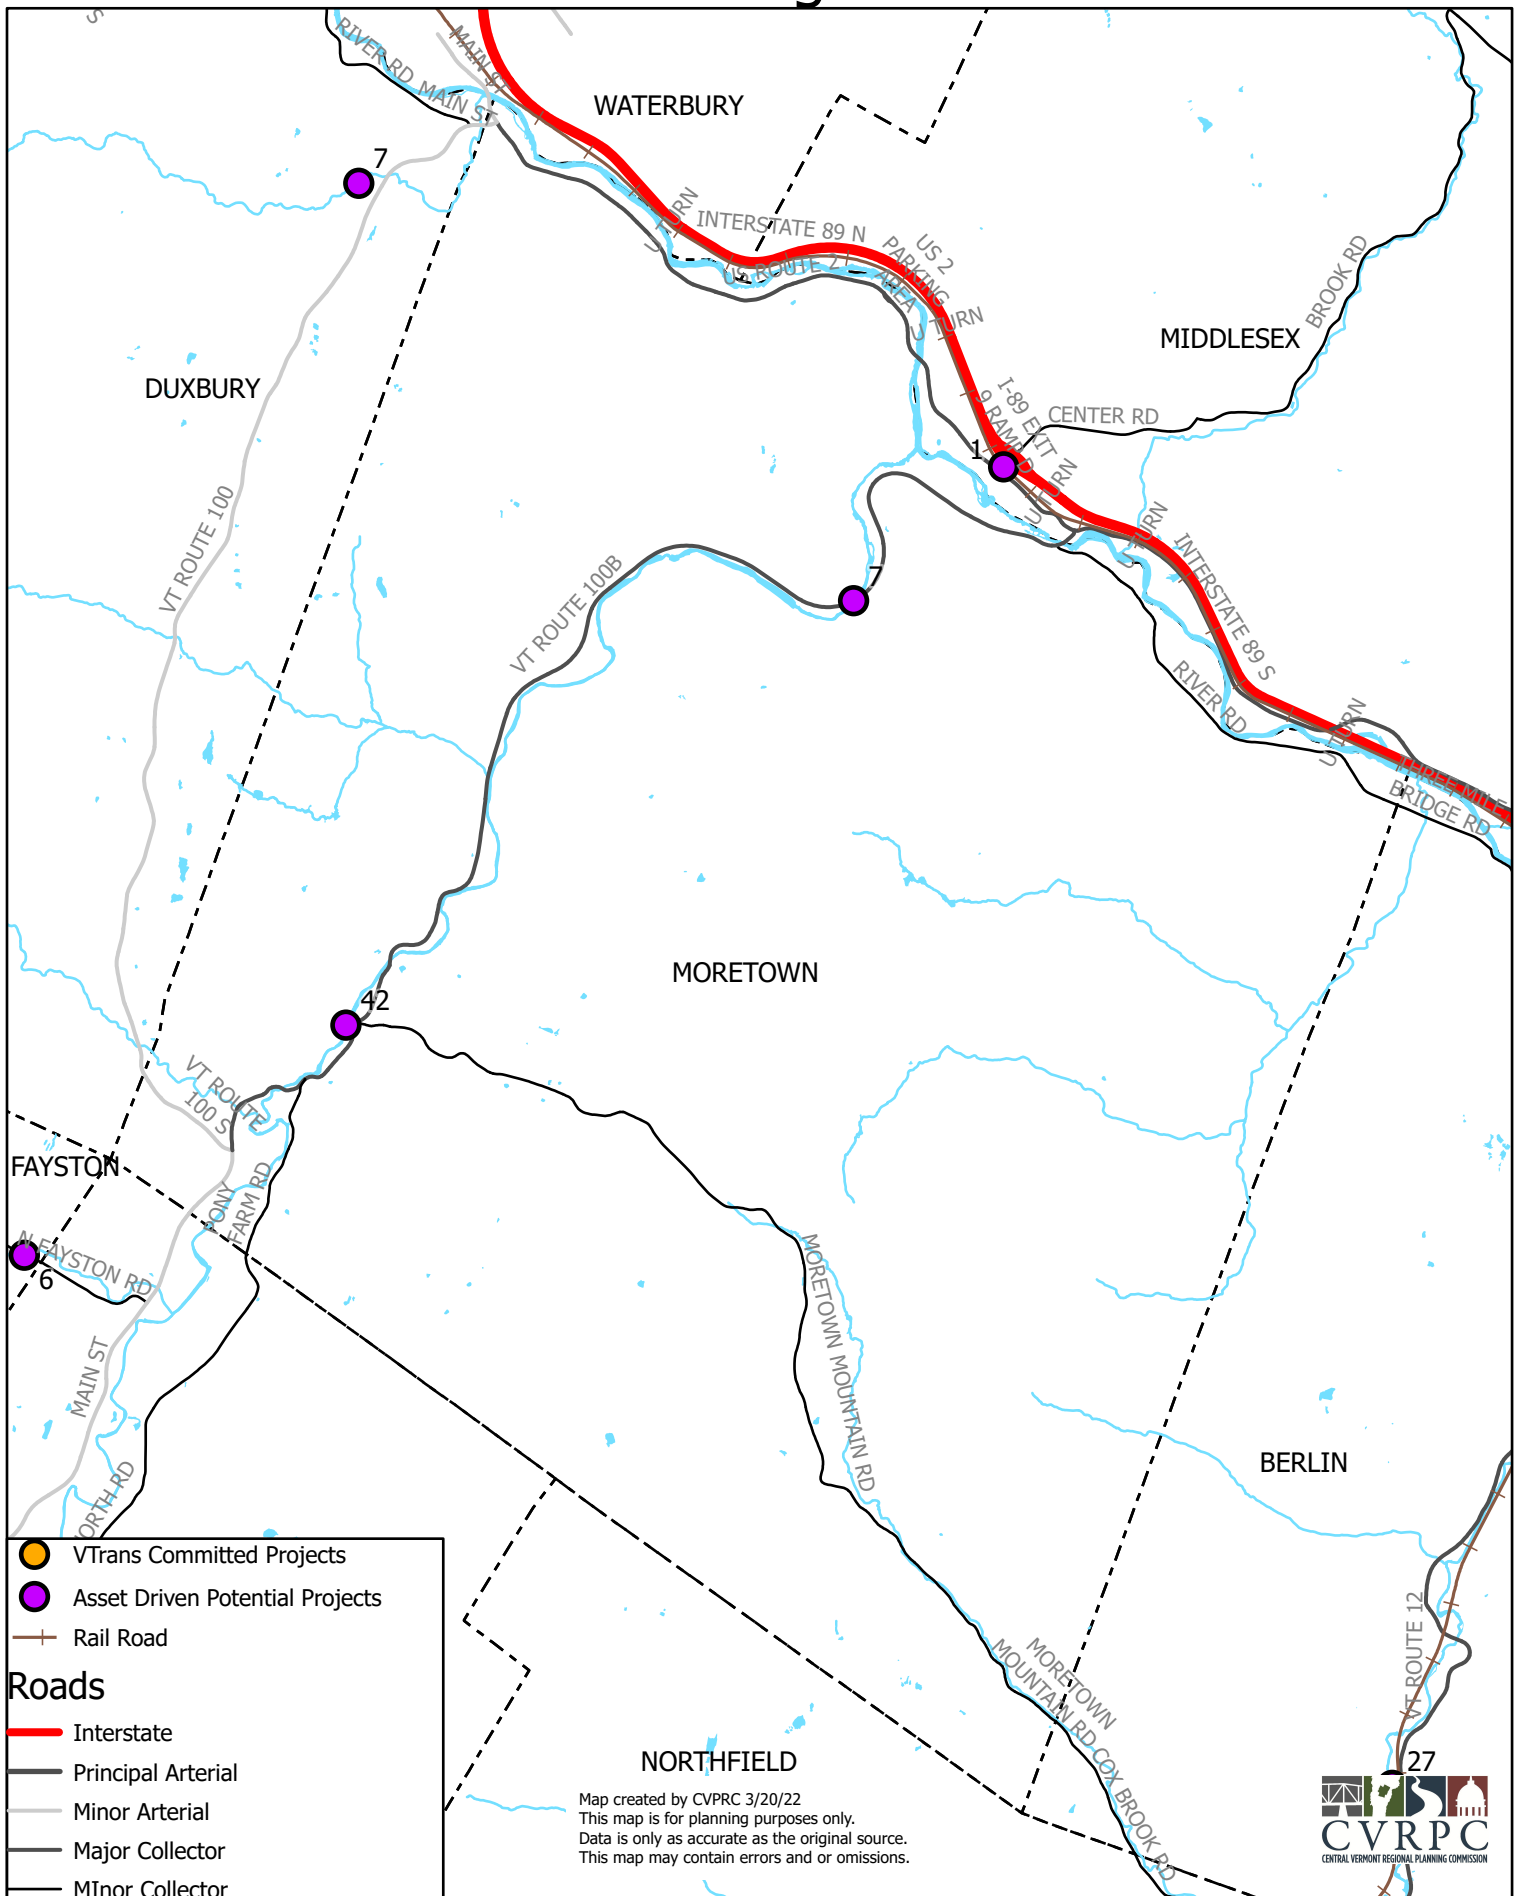 S
RIVER RD
MAIN ST
MAIN ST
WATERBURY
7
U TURN
INTERSTATE 89 N
US ROUTE 2
US 2
PARKING
AREA
U TURN
BROOK RD
MIDDLESEX
DUXBURY
I-89 EXIT
9 RAMP D
CENTER RD
1
U TURN
VT ROUTE 100
U TURN
INTERSTATE 89 S
7
VT ROUTE 100B
RIVER RD
U TURN
THREE MILE
BRIDGE RD
MORETOWN
42
VT ROUTE
100 S
FAYSTON
PONY
FARM RD
N FAYSTON RD
6
MORETOWN MOUNTAIN RD
MAIN ST
BERLIN
NORTH RD
VTrans Committed Projects
Asset Driven Potential Projects
Rail Road
Roads
Interstate
Principal Arterial
Minor Arterial
Major Collector
MInor Collector
VT ROUTE 12
MORETOWN
MOUNTAIN RD
COX BROOK RD
NORTHFIELD
27
Map created by CVPRC 3/20/22
This map is for planning purposes only.
Data is only as accurate as the original source.
This map may contain errors and or omissions.
CVRPC
CENTRAL VERMONT REGIONAL PLANNING COMMISSION